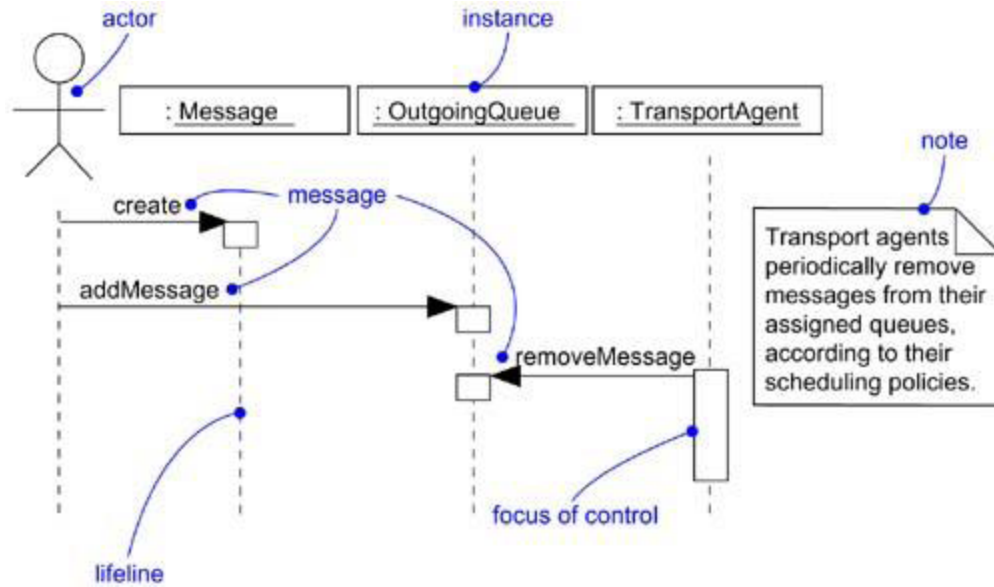 actor
instance
: Message
: OutgoingQueue
: TransportAgent
note
create
message
Transport agents
periodically remove
messages from their
assigned queues,
according to their
scheduling policies.
addMessage
removeMessage
focus of control
lifeline